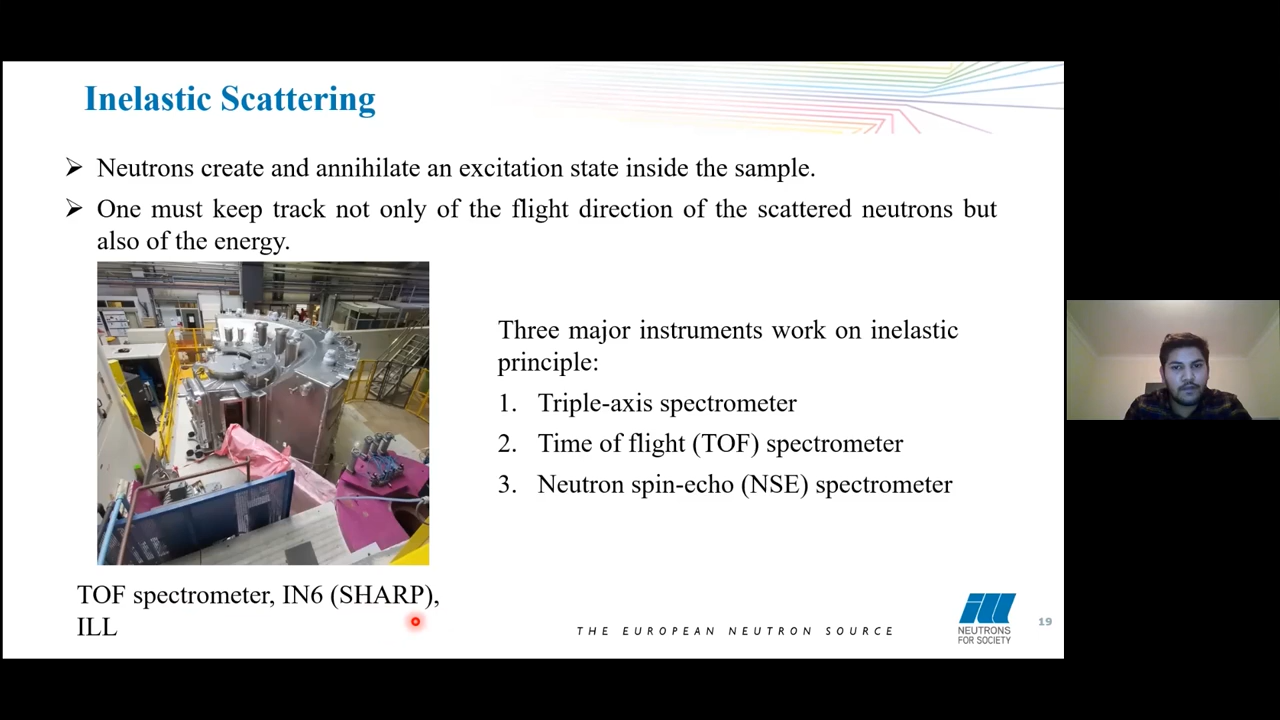 Inelastic Scattering
➢ Neutrons create and annihilate an excitation state inside the sample.
➢ One must keep track not only of the flight direction of the scattered neutrons but
also of the energy.
Three major instruments work on inelastic
principle:
1. Triple-axis spectrometer
2. Time of flight (TOF) spectrometer
3. Neutron spin-echo (NSE) spectrometer
TOF spectrometer, IN6 (SHARP),
ILL
THE EUROPEAN NEUTRON SOURCE
ill
NEUTRONS
FOR SOCIETY
19